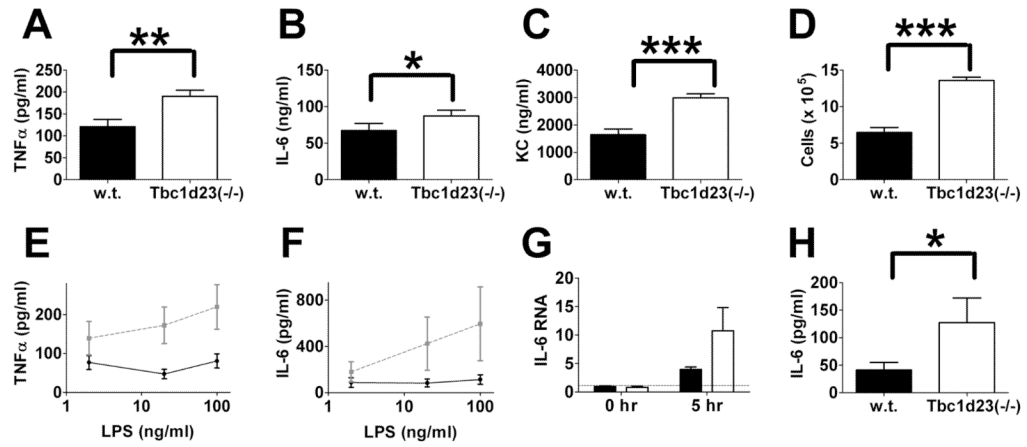 A
**
TNFα (pg/ml)
250
200
150
100
50
0
w.t.
Tbc1d23(-/-)
B
*
IL-6 (ng/ml)
150
100
50
0
w.t.
Tbc1d23(-/-)
C
***
KC (ng/ml)
4000
3000
2000
1000
0
w.t.
Tbc1d23(-/-)
D
***
Cells (x 10⁵)
20
15
10
5
0
w.t.
Tbc1d23(-/-)
E
TNFα (pg/ml)
200
100
0
1
10
100
LPS (ng/ml)
F
IL-6 (pg/ml)
800
400
0
1
10
100
LPS (ng/ml)
G
IL-6 RNA
20
15
10
5
0
0 hr
5 hr
H
*
IL-6 (pg/ml)
200
150
100
50
0
w.t.
Tbc1d23(-/-)